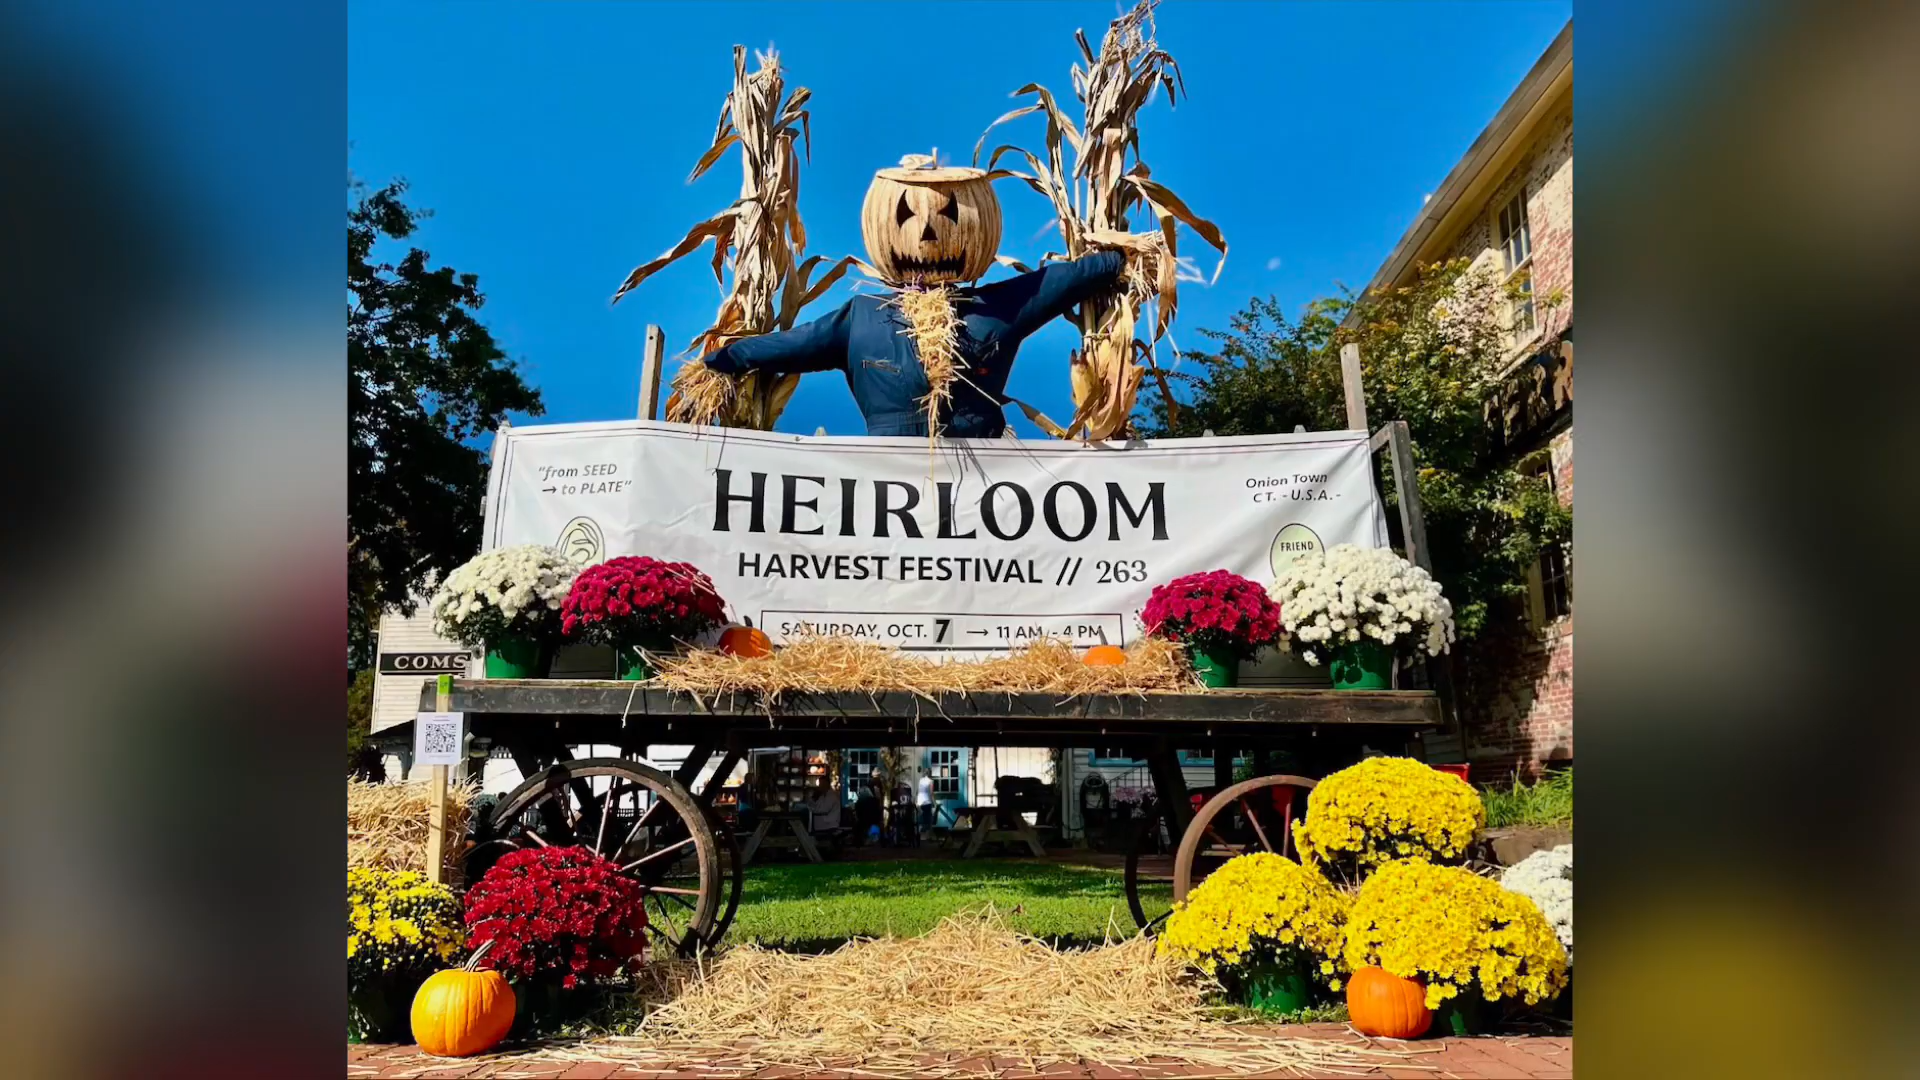 "from SEED
→ to PLATE"
HEIRLOOM
HARVEST FESTIVAL // 263
SATURDAY, OCT. 7 → 11 AM - 4 PM
Onion Town
CT. - U.S.A. -
FRIEND
COMS